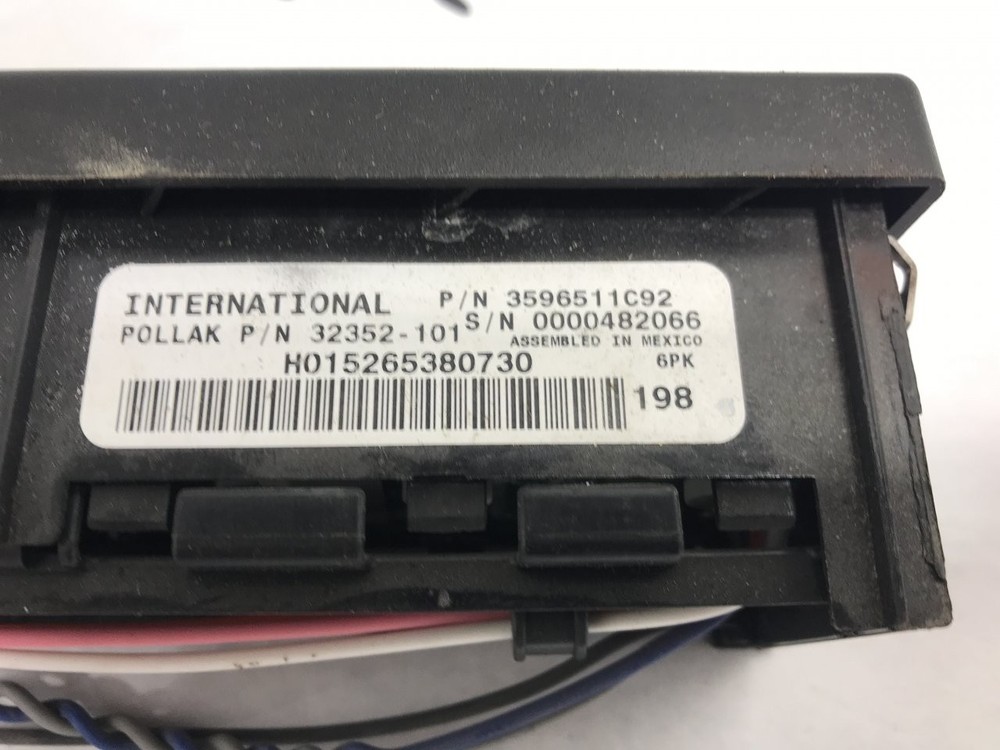 INTERNATIONAL P/N 3596511C92
POLLAK P/N 32352-101 S/N 0000482066
ASSEMBLED IN MEXICO
H015265380730 6PK
198